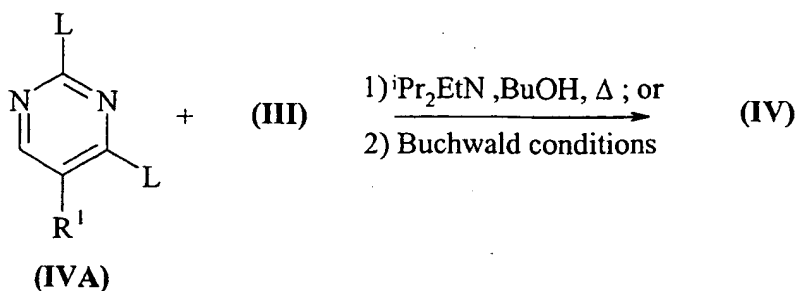 L
N N
+ (III) 1) ⁱPr₂EtN ,BuOH, Δ ; or (IV)
2) Buchwald conditions
L
R¹
(IVA)